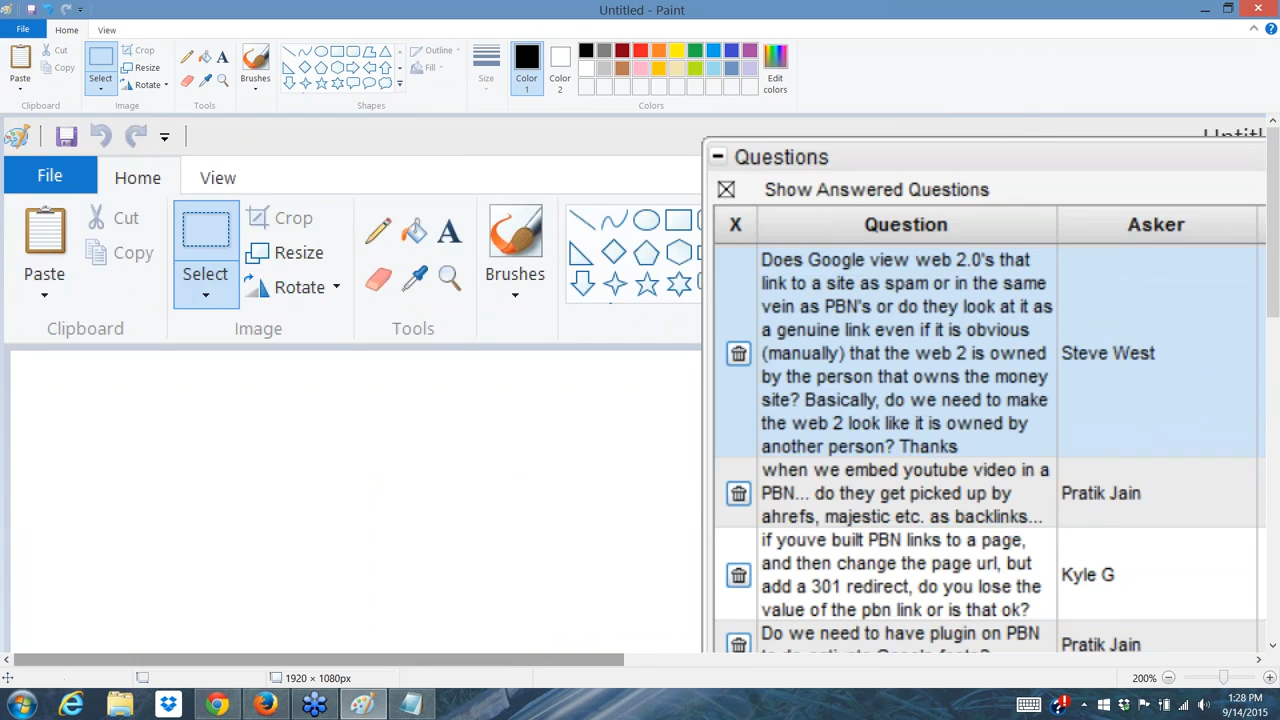 Untitled - Paint
File
Home
View
Paste
Cut
Copy
Clipboard
Select
Crop
Resize
Rotate
Image
Tools
Brushes
Shapes
Outline
Fill
Size
Color
1
Color
2
Edit
colors
Colors
File
Home
View
Paste
Cut
Copy
Clipboard
Select
Crop
Resize
Rotate
Image
Tools
Brushes
Questions
Show Answered Questions
X
Question
Asker
Does Google view web 2.0's that
link to a site as spam or in the same
vein as PBN's or do they look at it as
a genuine link even if it is obvious
(manually) that the web 2 is owned
by the person that owns the money
site? Basically, do we need to make
the web 2 look like it is owned by
another person? Thanks
Steve West
when we embed youtube video in a
PBN... do they get picked up by
ahrefs, majestic etc. as backlinks...
Pratik Jain
if youve built PBN links to a page,
and then change the page url, but
add a 301 redirect, do you lose the
value of the pbn link or is that ok?
Kyle G
Do we need to have plugin on PBN
Pratik Jain
1920 × 1080px
200%
1:28 PM
9/14/2015